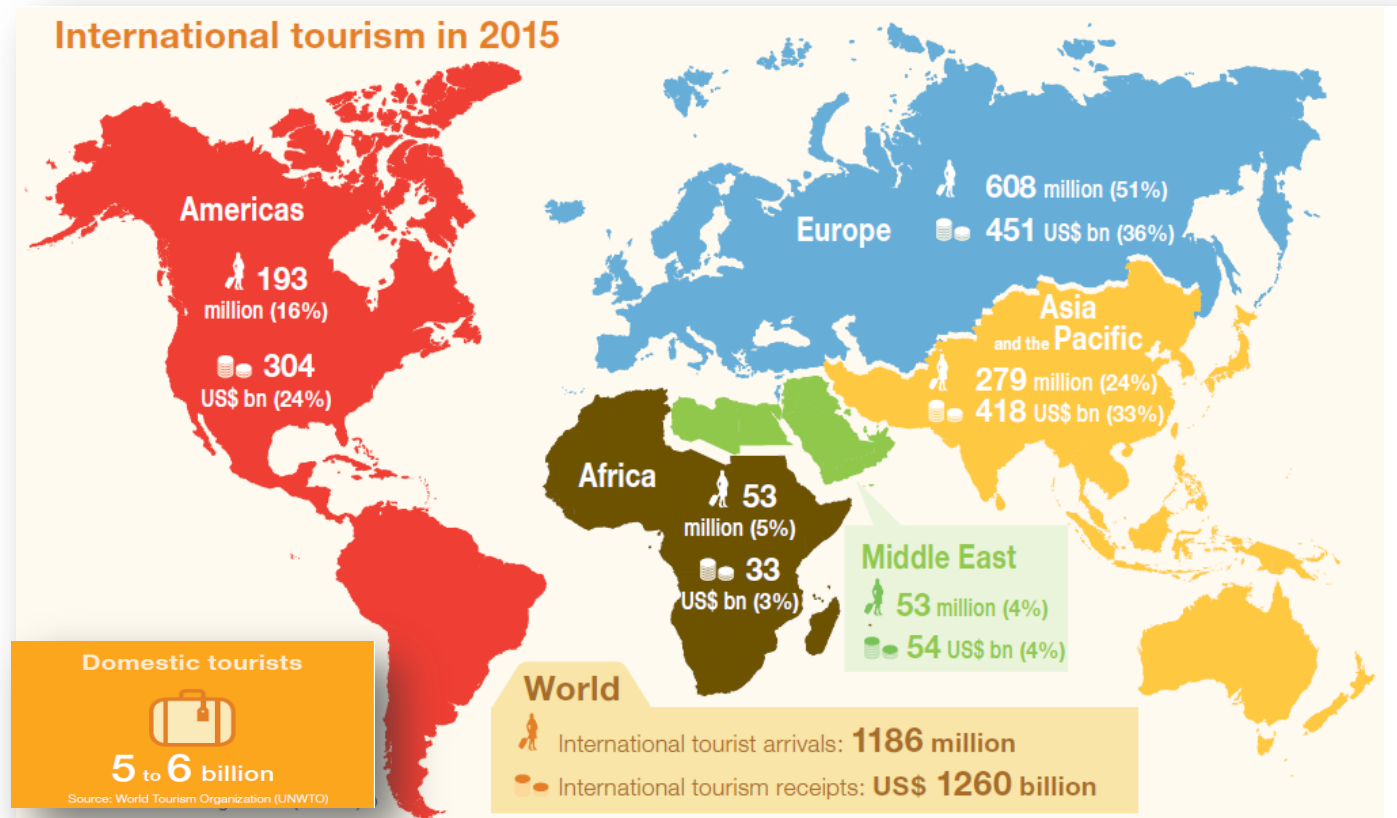 International tourism in 2015
Americas
193
million (16%)
304
US$ bn (24%)
Europe
608 million (51%)
451 US$ bn (36%)
Asia
and the Pacific
279 million (24%)
418 US$ bn (33%)
Africa
53
million (5%)
33
US$ bn (3%)
Middle East
53 million (4%)
54 US$ bn (4%)
World
International tourist arrivals: 1186 million
International tourism receipts: US$ 1260 billion
Domestic tourists
5 to 6 billion
Source: World Tourism Organization (UNWTO)